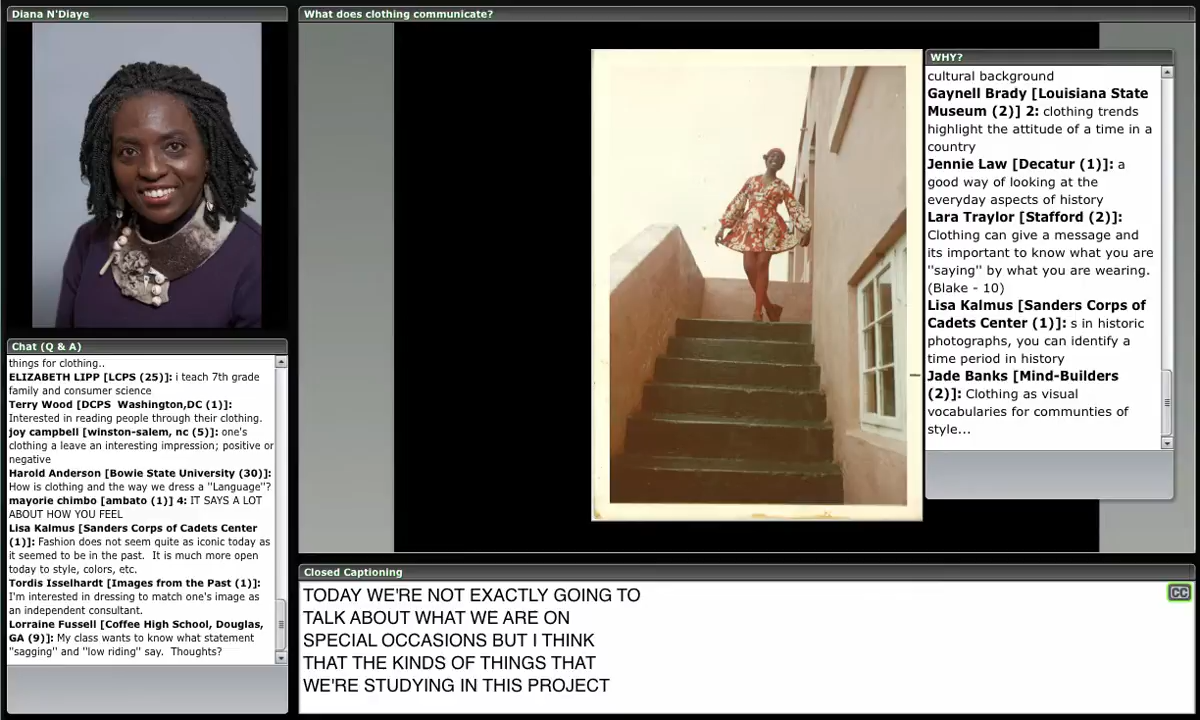 Diana N'Diaye
What does clothing communicate?
WHY?
cultural background
Gaynell Brady [Louisiana State
Museum (2)] 2: clothing trends
highlight the attitude of a time in a
country
Jennie Law [Decatur (1)]: a
good way of looking at the
everyday aspects of history
Lara Traylor [Stafford (2)]:
Clothing can give a message and
its important to know what you are
"saying" by what you are wearing.
(Blake - 10)
Lisa Kalmus [Sanders Corps of
Cadets Center (1)]: s in historic
photographs, you can identify a
time period in history
Jade Banks [Mind-Builders
(2)]: Clothing as visual
vocabularies for communties of
style...
Chat (Q & A)
things for clothing..
ELIZABETH LIPP [LCPS (25)]: i teach 7th grade
family and consumer science
Terry Wood [DCPS  Washington,DC (1)]:
Interested in reading people through their clothing.
joy campbell [winston-salem, nc (5)]: one's
clothing a leave an interesting impression; positive or
negative
Harold Anderson [Bowie State University (30)]:
How is clothing and the way we dress a "Language"?
mayorie chimbo [ambato (1)] 4: IT SAYS A LOT
ABOUT HOW YOU FEEL
Lisa Kalmus [Sanders Corps of Cadets Center
(1)]: Fashion does not seem quite as iconic today as
it seemed to be in the past.  It is much more open
today to style, colors, etc.
Tordis Isselhardt [Images from the Past (1)]:
I'm interested in dressing to match one's image as
an independent consultant.
Lorraine Fussell [Coffee High School, Douglas,
GA (9)]: My class wants to know what statement
"sagging" and "low riding" say.  Thoughts?
Closed Captioning
CC
TODAY WE'RE NOT EXACTLY GOING TO
TALK ABOUT WHAT WE ARE ON
SPECIAL OCCASIONS BUT I THINK
THAT THE KINDS OF THINGS THAT
WE'RE STUDYING IN THIS PROJECT